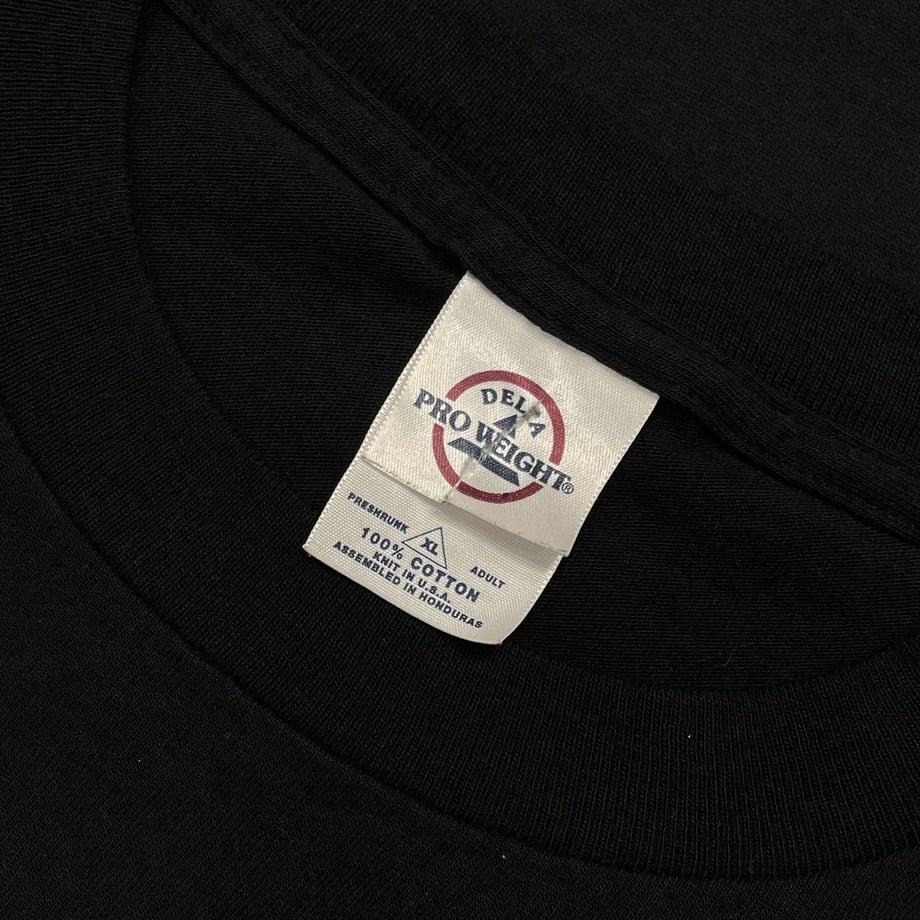 DELTA
PRO WEIGHT®
PRESHRUNK XL ADULT
100% COTTON
KNIT IN U.S.A.
ASSEMBLED IN HONDURAS